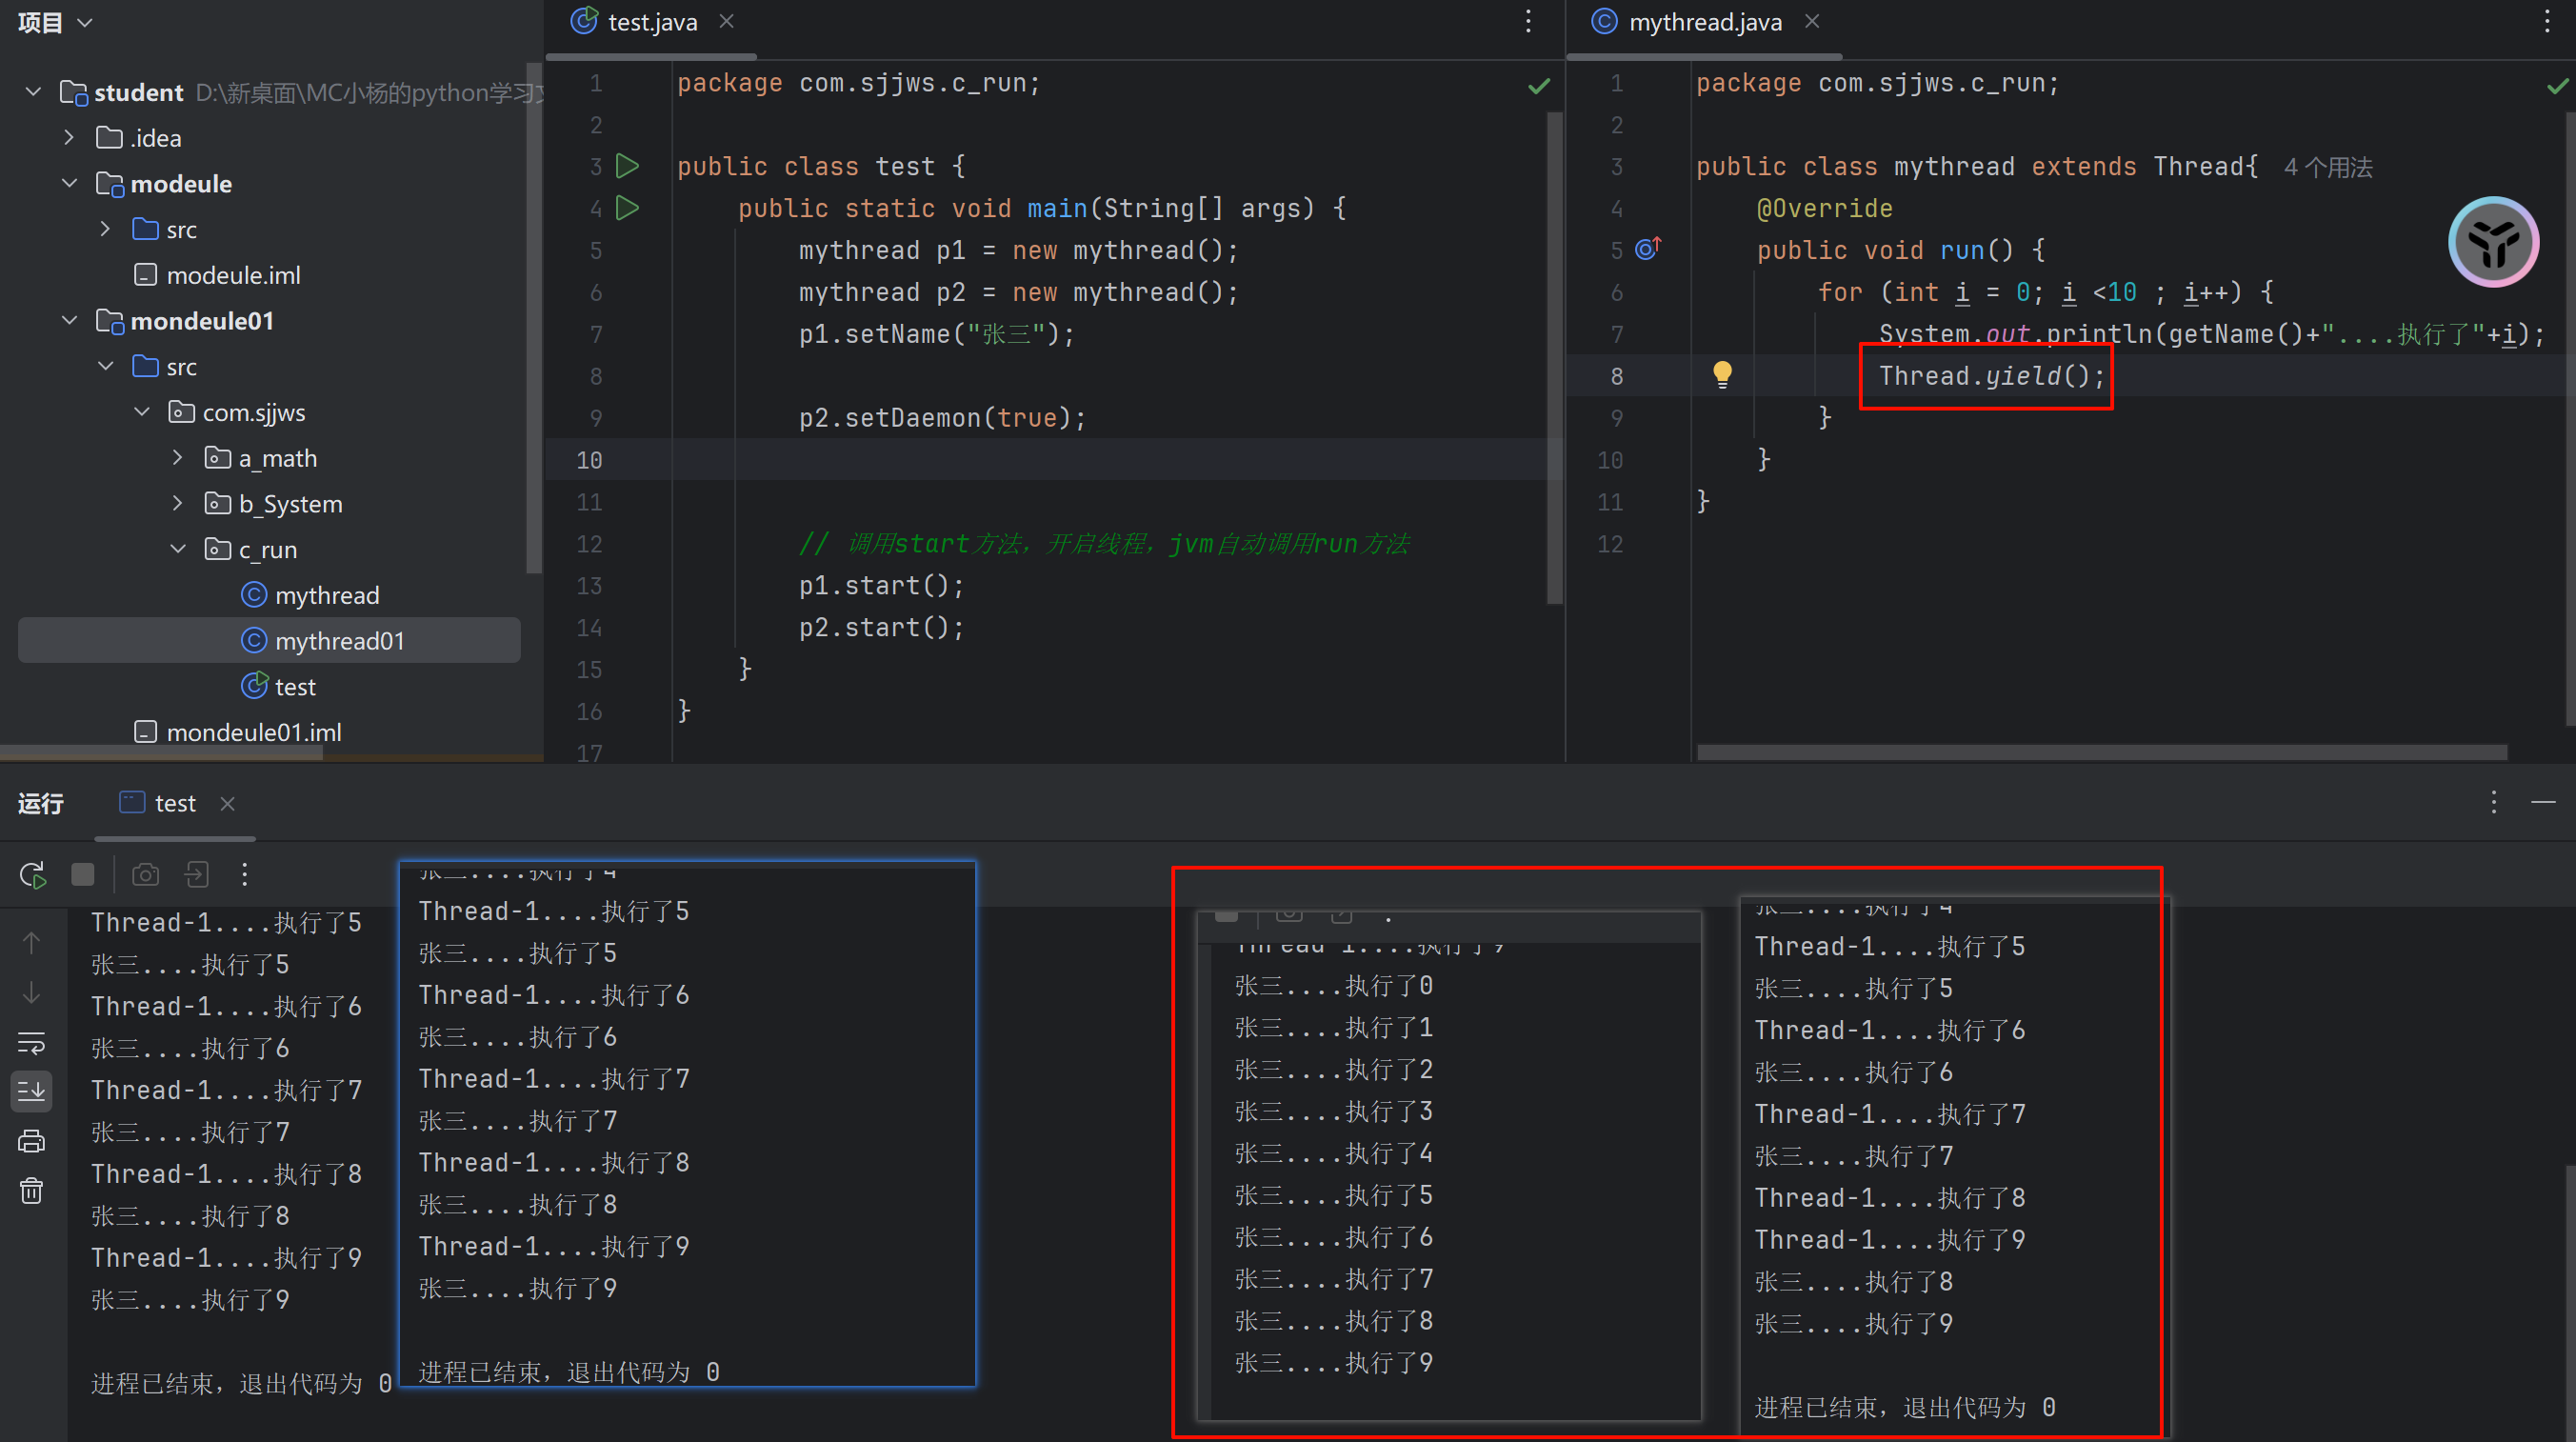 项目
student D:\新桌面\MC小杨的python学习
.idea
modeule
src
modeule.iml
mondeule01
src
com.sjjws
a_math
b_System
c_run
mythread
mythread01
test
mondeule01.iml
test.java
1 package com.sjjws.c_run;
2
3 public class test {
4 public static void main(String[] args) {
5 mythread p1 = new mythread();
6 mythread p2 = new mythread();
7 p1.setName("张三");
8
9 p2.setDaemon(true);
10
11
12 // 调用start方法，开启线程，jvm自动调用run方法
13 p1.start();
14 p2.start();
15 }
16 }
17
mythread.java
1 package com.sjjws.c_run;
2
3 public class mythread extends Thread{ 4 个用法
4 @Override
5 public void run() {
6 for (int i = 0; i <10 ; i++) {
7 System.out.println(getName()+"....执行了"+i);
8 Thread.yield();
9 }
10 }
11 }
12
运行 test
Thread-1....执行了5
张三....执行了5
Thread-1....执行了6
张三....执行了6
Thread-1....执行了7
张三....执行了7
Thread-1....执行了8
张三....执行了8
Thread-1....执行了9
张三....执行了9
进程已结束，退出代码为 0
张三....执行了4
Thread-1....执行了5
张三....执行了5
Thread-1....执行了6
张三....执行了6
Thread-1....执行了7
张三....执行了7
Thread-1....执行了8
张三....执行了8
Thread-1....执行了9
张三....执行了9
进程已结束，退出代码为 0
Thread-1....执行了9
张三....执行了0
张三....执行了1
张三....执行了2
张三....执行了3
张三....执行了4
张三....执行了5
张三....执行了6
张三....执行了7
张三....执行了8
张三....执行了9
张三....执行了4
Thread-1....执行了5
张三....执行了5
Thread-1....执行了6
张三....执行了6
Thread-1....执行了7
张三....执行了7
Thread-1....执行了8
Thread-1....执行了9
张三....执行了8
张三....执行了9
进程已结束，退出代码为 0